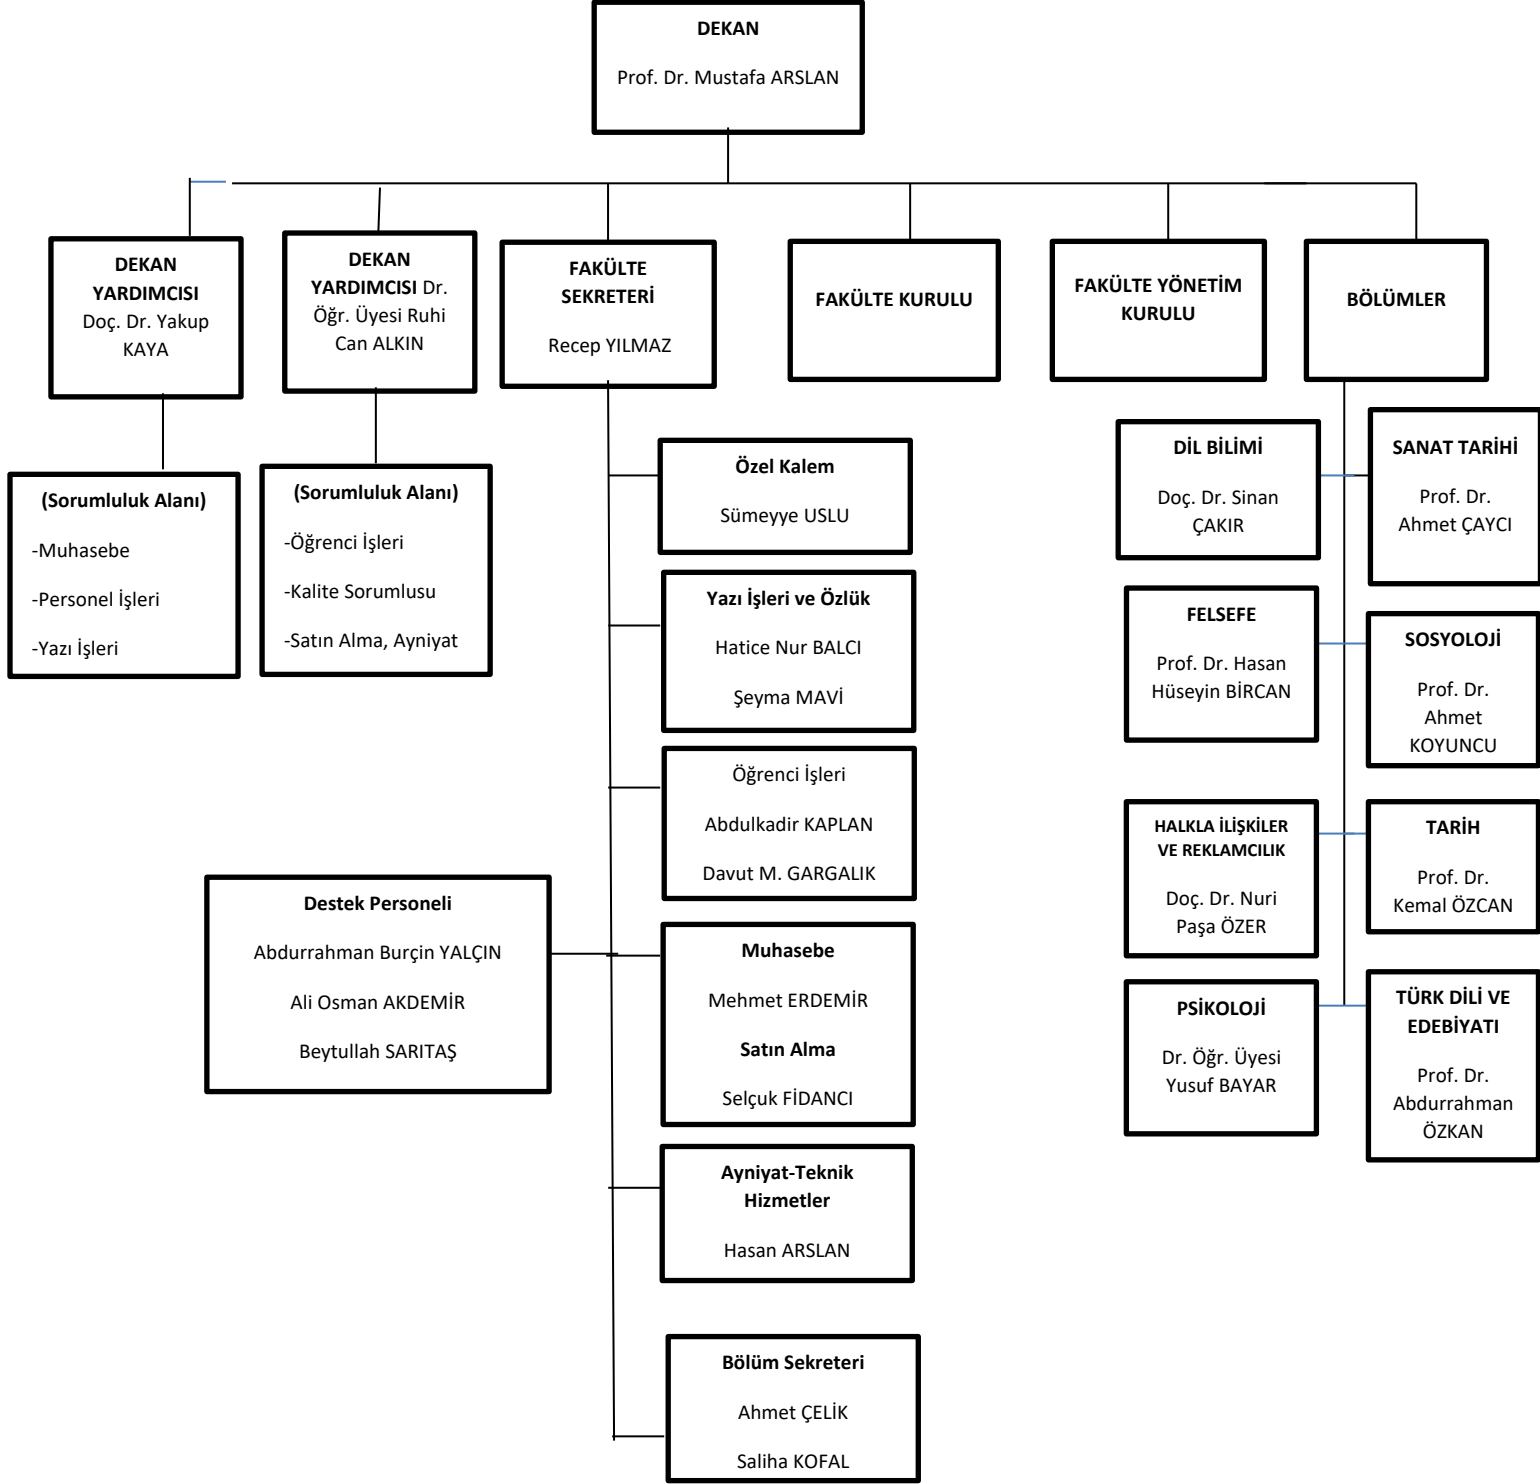 DEKAN
Prof. Dr. Mustafa ARSLAN
DEKAN
YARDIMCISI
Doç. Dr. Yakup
KAYA
DEKAN
YARDIMCISI Dr.
Öğr. Üyesi Ruhi
Can ALKIN
FAKÜLTE
SEKRETERİ
Recep YILMAZ
FAKÜLTE KURULU
FAKÜLTE YÖNETİM
KURULU
BÖLÜMLER
(Sorumluluk Alanı)
-Muhasebe
-Personel İşleri
-Yazı İşleri
(Sorumluluk Alanı)
-Öğrenci İşleri
-Kalite Sorumlusu
-Satın Alma, Ayniyat
Özel Kalem
Sümeyye USLU
Yazı İşleri ve Özlük
Hatice Nur BALCI
Şeyma MAVİ
Öğrenci İşleri
Abdulkadir KAPLAN
Davut M. GARGALIK
Destek Personeli
Abdurrahman Burçin YALÇIN
Ali Osman AKDEMİR
Beytullah SARITAŞ
Muhasebe
Mehmet ERDEMİR
Satın Alma
Selçuk FİDANCI
Ayniyat-Teknik
Hizmetler
Hasan ARSLAN
Bölüm Sekreteri
Ahmet ÇELİK
Saliha KOFAL
DİL BİLİMİ
Doç. Dr. Sinan
ÇAKIR
SANAT TARİHİ
Prof. Dr.
Ahmet ÇAYCI
FELSEFE
Prof. Dr. Hasan
Hüseyin BİRCAN
SOSYOLOJİ
Prof. Dr.
Ahmet
KOYUNCU
HALKLA İLİŞKİLER
VE REKLAMCILIK
Doç. Dr. Nuri
Paşa ÖZER
TARİH
Prof. Dr.
Kemal ÖZCAN
PSİKOLOJİ
Dr. Öğr. Üyesi
Yusuf BAYAR
TÜRK DİLİ VE
EDEBİYATI
Prof. Dr.
Abdurrahman
ÖZKAN